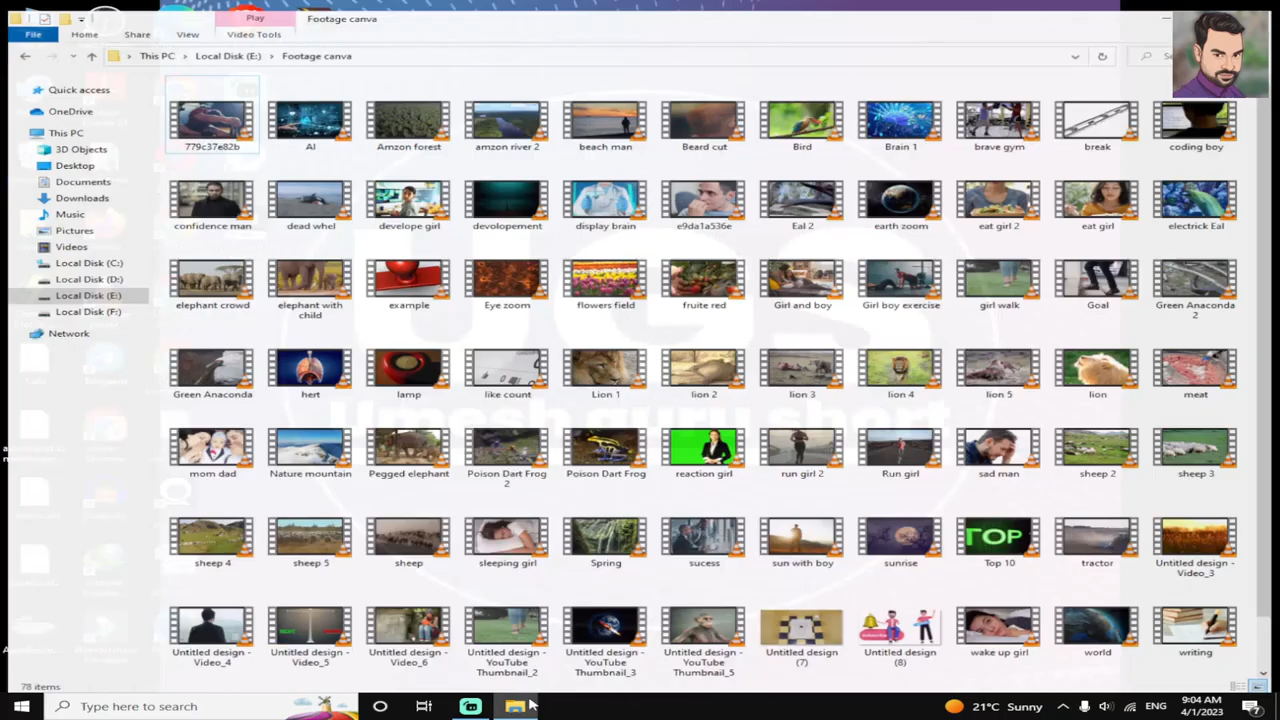 Play
Footage canva
File
Home
Share
View
Video Tools
This PC
Local Disk (E:)
Footage canva
Quick access
OneDrive
This PC
3D Objects
Desktop
Documents
Downloads
Music
Pictures
Videos
Local Disk (C:)
Local Disk (D:)
Local Disk (E:)
Local Disk (F:)
Network
779c37e82b
AI
Amzon forest
amzon river 2
beach man
Beard cut
Bird
Brain 1
brave gym
break
coding boy
confidence man
dead whel
develope girl
developement
display brain
e9da1a536e
Eal 2
earth zoom
eat girl 2
eat girl
electrick Eal
elephant crowd
elephant with
child
example
Eye zoom
flowers field
fruite red
Girl and boy
Girl boy exercise
girl walk
Goal
Green Anaconda
2
Green Anaconda
hert
lamp
like count
Lion 1
lion 2
lion 3
lion 4
lion 5
lion
meat
mom dad
Nature mountain
Pegged elephant
Poison Dart Frog
2
Poison Dart Frog
reaction girl
run girl 2
Run girl
sad man
sheep 2
sheep 3
TOP
sheep 4
sheep 5
sheep
sleeping girl
Spring
sucess
sun with boy
sunrise
Top 10
tractor
Untitled design -
Video_3
Untitled design -
Video_4
Untitled design -
Video_5
Untitled design -
Video_6
Untitled design -
YouTube
Thumbnail_2
Untitled design -
YouTube
Thumbnail_3
Untitled design -
YouTube
Thumbnail_5
Untitled design
(7)
Untitled design
(8)
wake up girl
world
writing
UGS
78 items
Type here to search
21°C Sunny
ENG
9:04 AM
4/1/2023